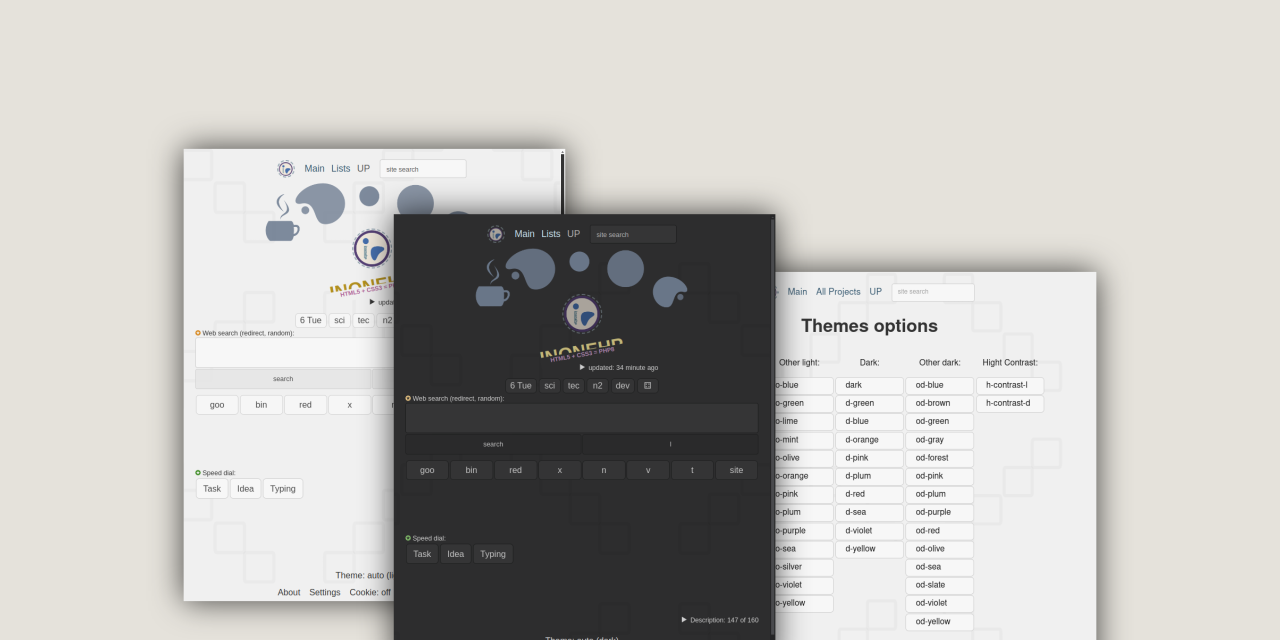 Main Lists UP site search
INONEHP
HTML5 + CSS3 = P
upda
6 Tue sci tec n2
Web search (redirect, random):
search
goo bin red x
Speed dial:
Task Idea Typing
Theme: auto (li
About Settings Cookie: off
Main Lists UP site search
INONEHP
HTML5 + CSS3 = PHP8
updated: 34 minute ago
6 Tue sci tec n2 dev
Web search (redirect, random):
search I
goo bin red x n v t site
Speed dial:
Task Idea Typing
Description: 147 of 160
Theme: auto (dark)
Main All Projects UP site search
Themes options
Other light: Dark: Other dark: Hight Contrast:
o-blue dark od-blue h-contrast-l
o-green d-green od-brown h-contrast-d
o-lime d-blue od-green
o-mint d-orange od-gray
o-olive d-pink od-forest
o-orange d-plum od-pink
o-pink d-red od-plum
o-plum d-sea od-purple
o-purple d-violet od-red
o-sea d-yellow od-olive
o-silver od-sea
o-violet od-slate
o-yellow od-violet
od-yellow